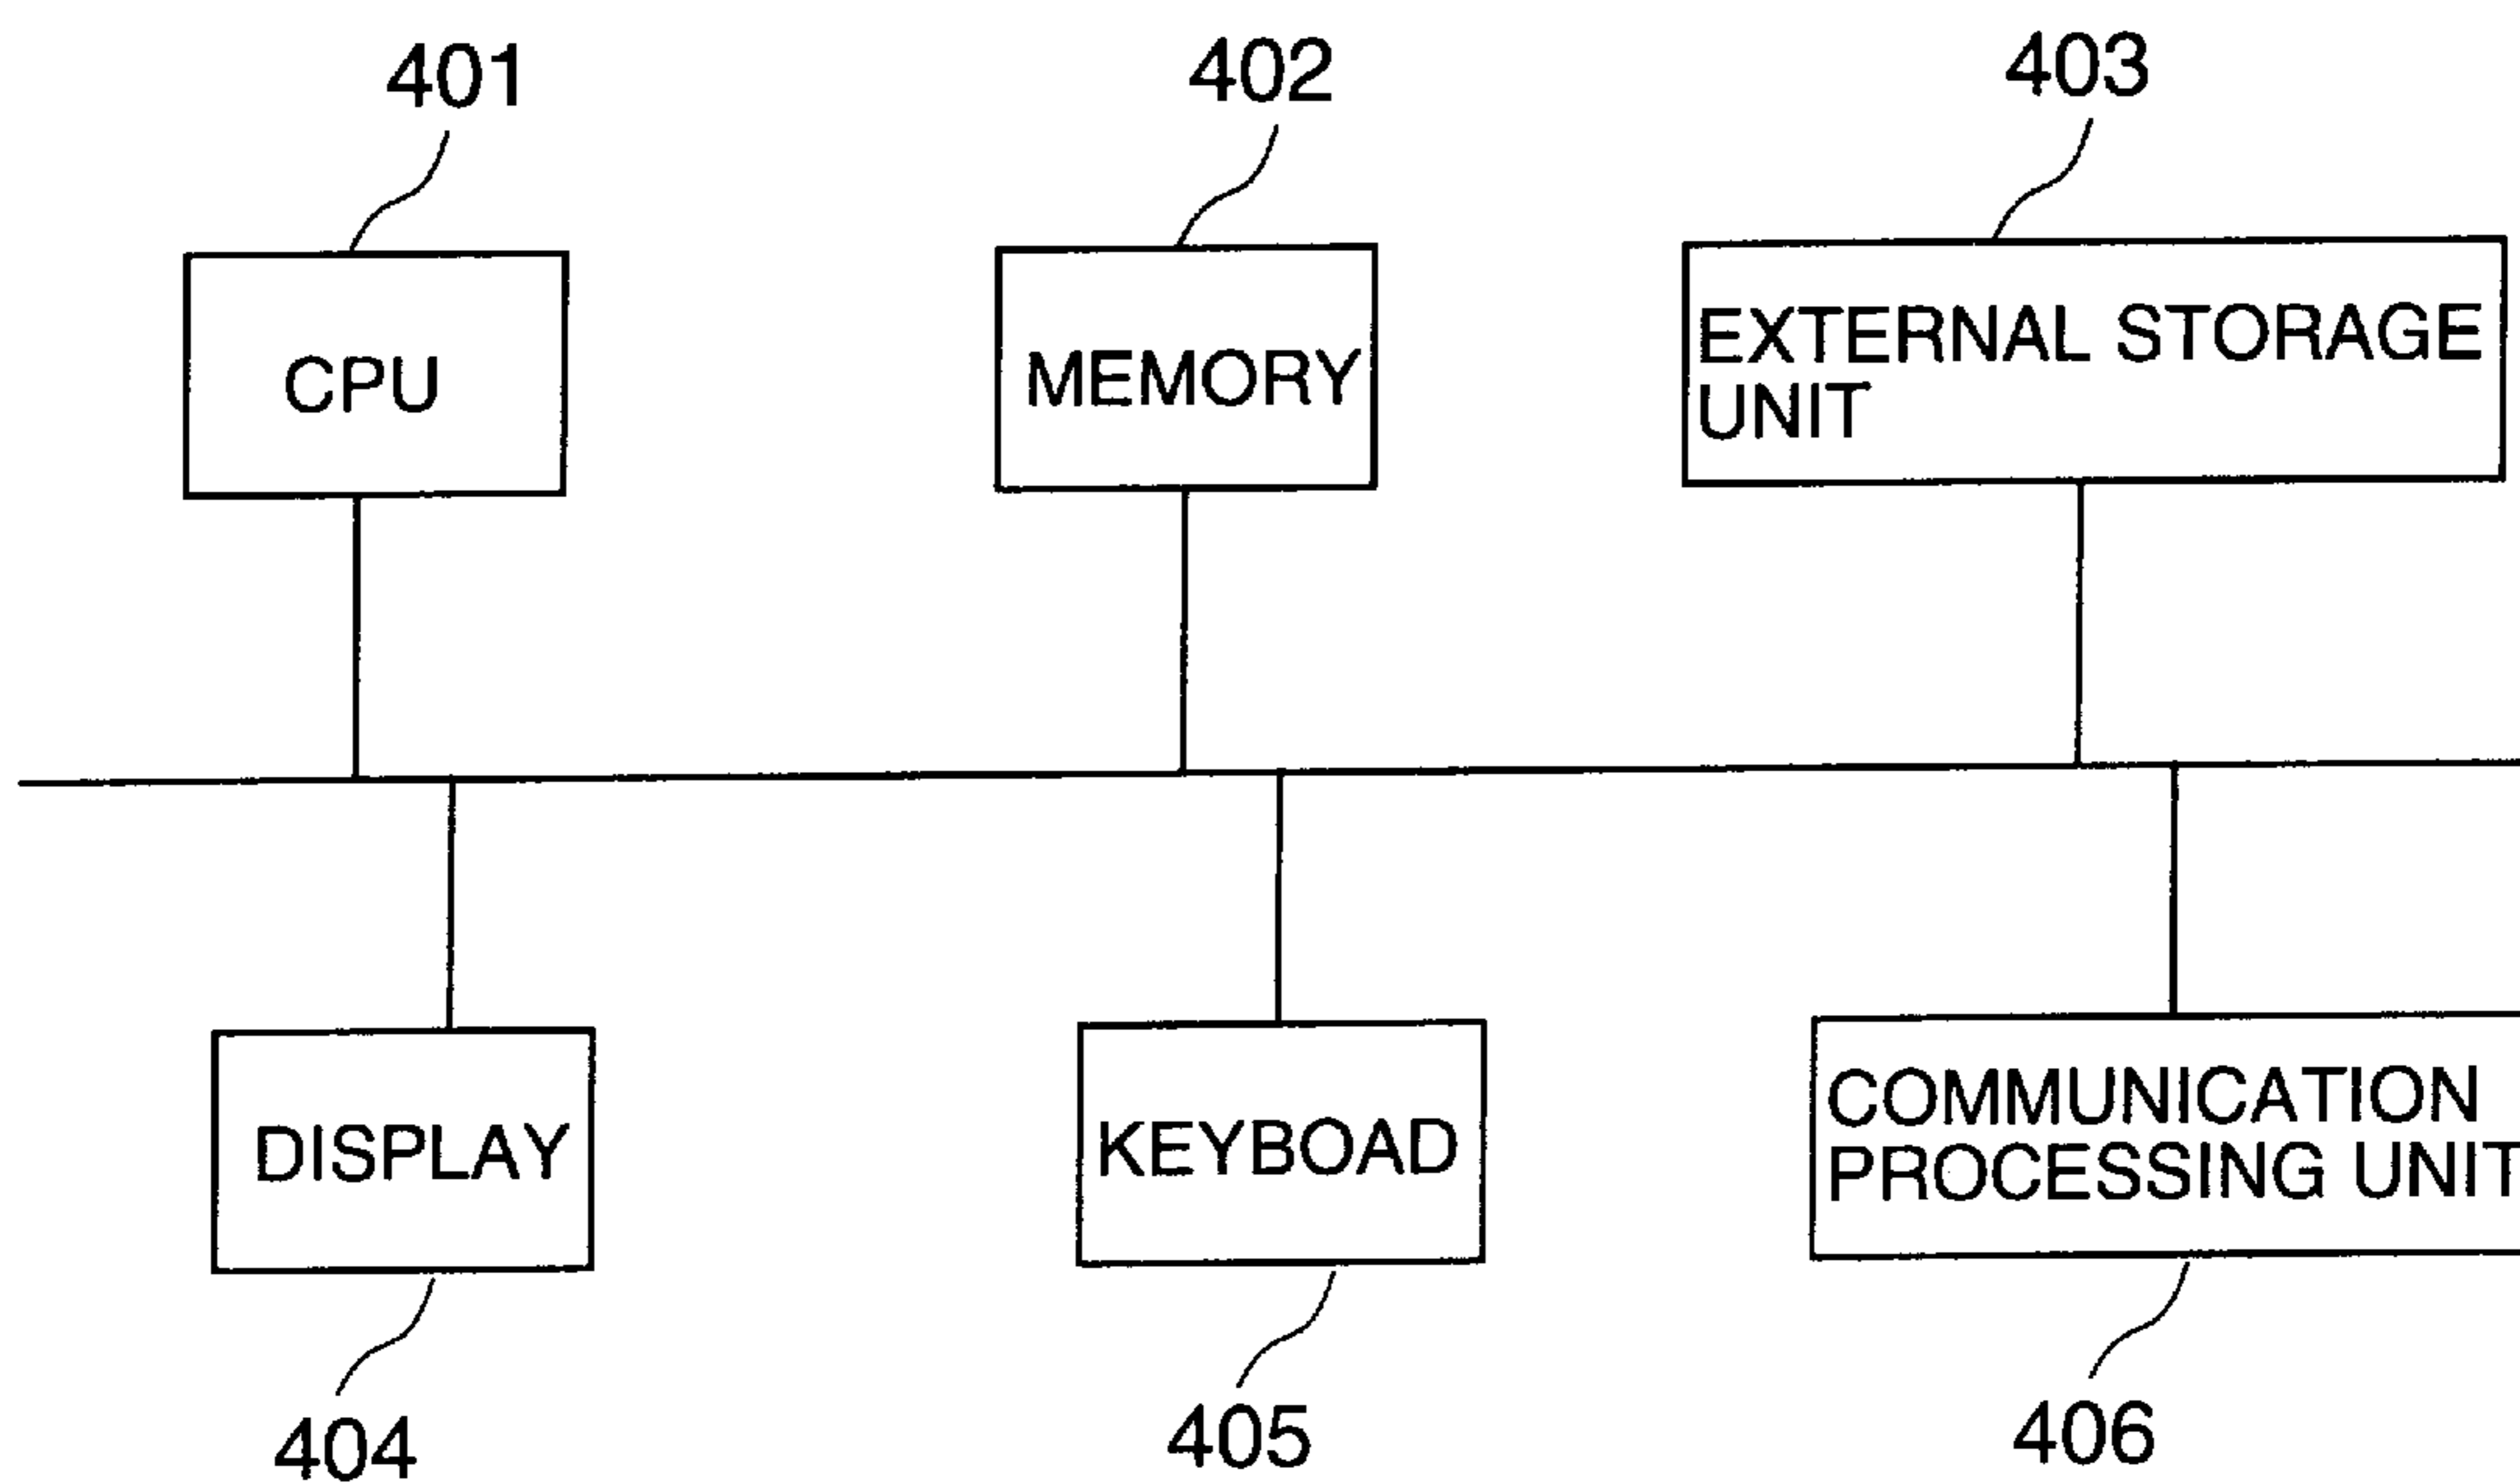 401
402
403
CPU
MEMORY
EXTERNAL STORAGE
UNIT
DISPLAY
KEYBOAD
COMMUNICATION
PROCESSING UNIT
404
405
406